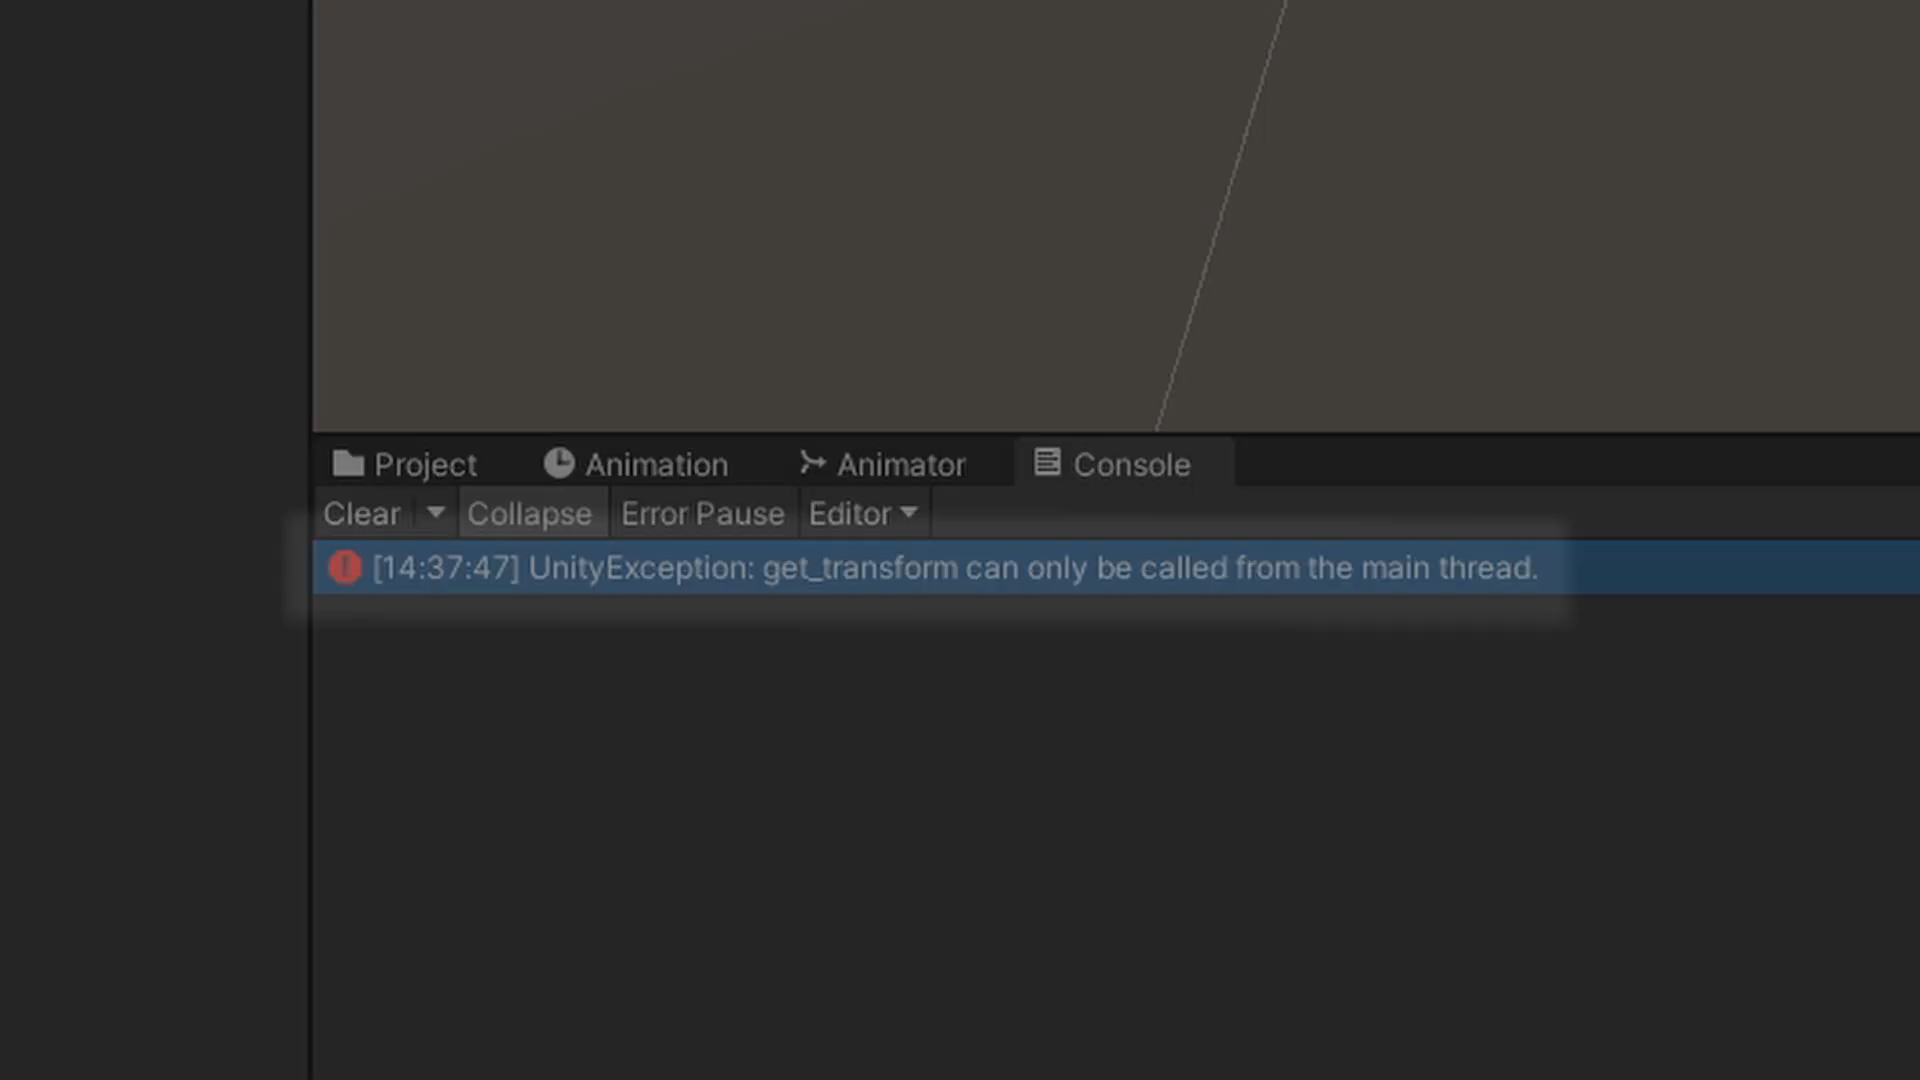 Project Animation Animator Console
Clear Collapse Error Pause Editor
[14:37:47] UnityException: get_transform can only be called from the main thread.